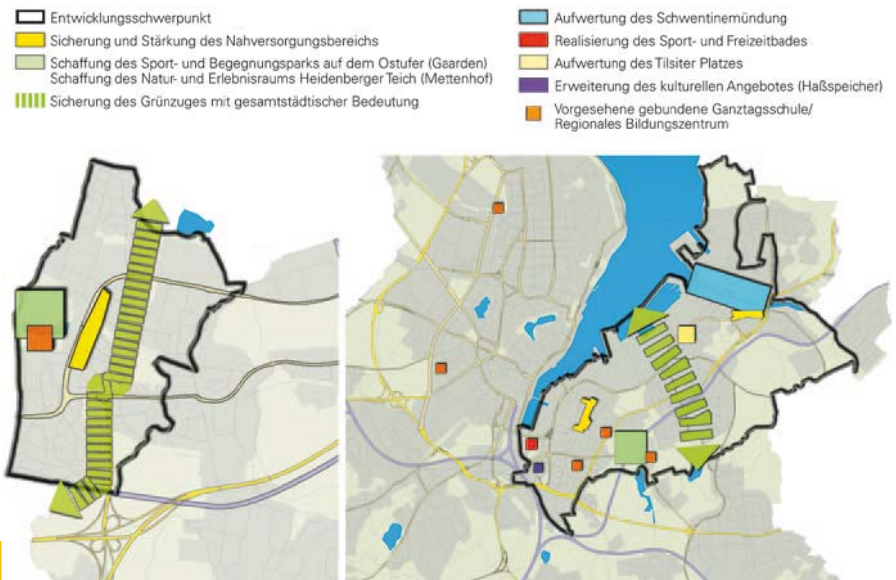 Entwicklungsschwerpunkt
Sicherung und Stärkung des Nahversorgungsbereichs
Schaffung des Sport- und Begegnungsparks auf dem Ostufer (Gaarden)
Schaffung des Natur- und Erlebnisraums Heidenberger Teich (Mettenhof)
Sicherung des Grünzuges mit gesamtstädtischer Bedeutung
Aufwertung des Schwentinemündung
Realisierung des Sport- und Freizeitbades
Aufwertung des Tilsiter Platzes
Erweiterung des kulturellen Angebotes (Haßspeicher)
Vorgesehene gebundene Ganztagsschule/
Regionales Bildungszentrum